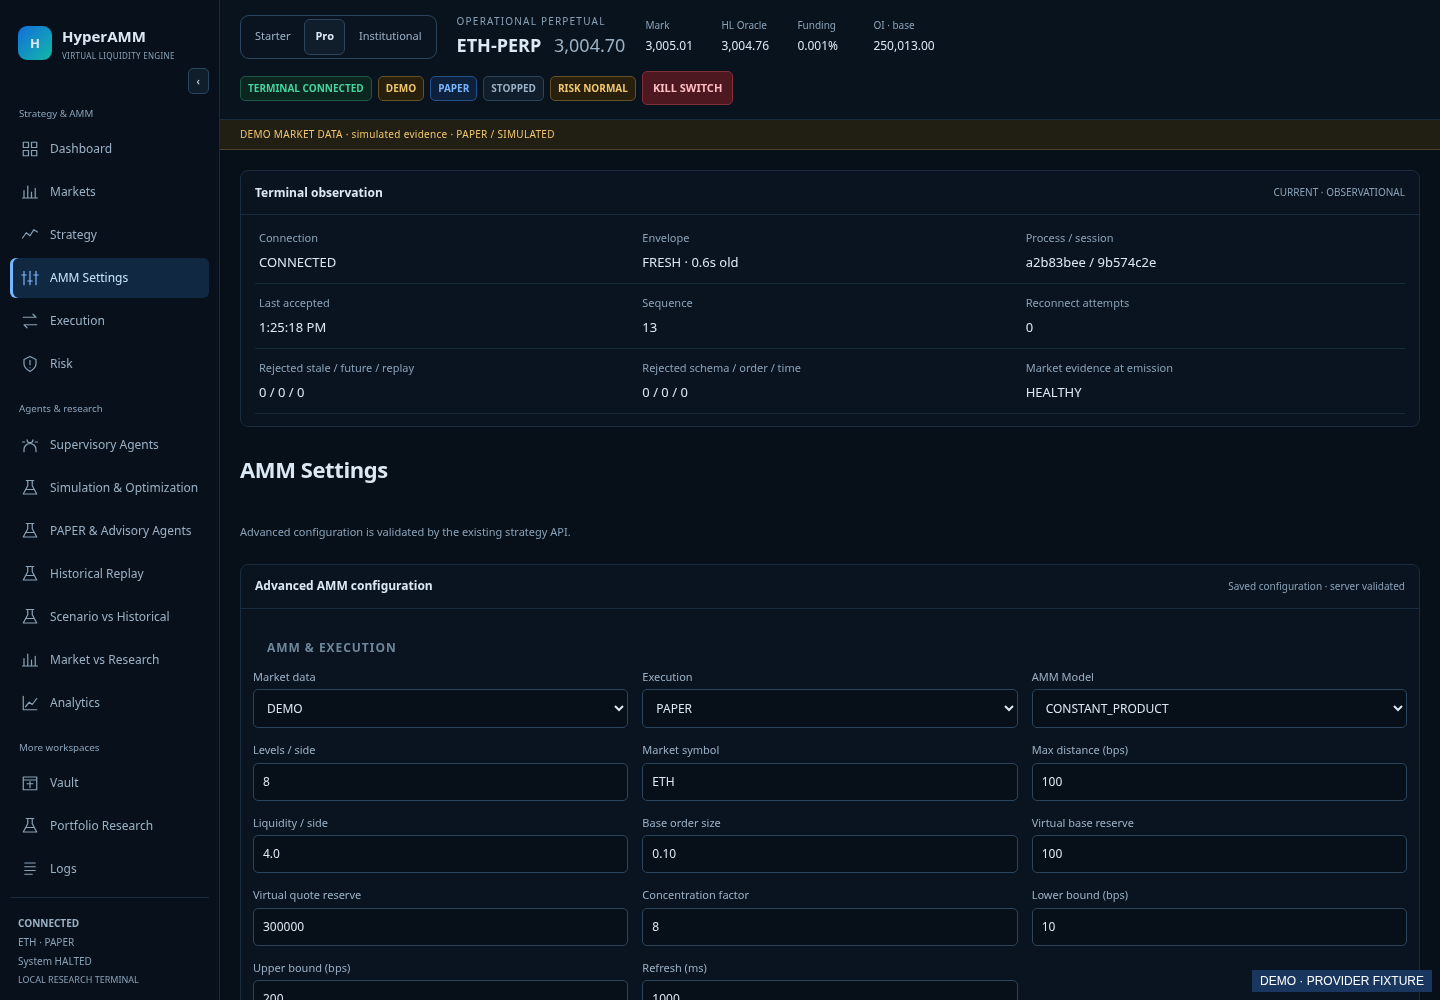 H
HyperAMM
VIRTUAL LIQUIDITY ENGINE
‹
Strategy & AMM
Dashboard
Markets
Strategy
AMM Settings
Execution
Risk
Agents & research
Supervisory Agents
Simulation & Optimization
PAPER & Advisory Agents
Historical Replay
Scenario vs Historical
Market vs Research
Analytics
More workspaces
Vault
Portfolio Research
Logs
CONNECTED
ETH · PAPER
System HALTED
LOCAL RESEARCH TERMINAL
Starter Pro Institutional
OPERATIONAL PERPETUAL
ETH-PERP 3,004.70
Mark
3,005.01
HL Oracle
3,004.76
Funding
0.001%
OI · base
250,013.00
TERMINAL CONNECTED DEMO PAPER STOPPED RISK NORMAL KILL SWITCH
DEMO MARKET DATA · simulated evidence · PAPER / SIMULATED
Terminal observation CURRENT · OBSERVATIONAL
Connection
CONNECTED
Envelope
FRESH · 0.6s old
Process / session
a2b83bee / 9b574c2e
Last accepted
1:25:18 PM
Sequence
13
Reconnect attempts
0
Rejected stale / future / replay
0 / 0 / 0
Rejected schema / order / time
0 / 0 / 0
Market evidence at emission
HEALTHY
AMM Settings
Advanced configuration is validated by the existing strategy API.
Advanced AMM configuration Saved configuration · server validated
AMM & EXECUTION
Market data
DEMO
Execution
PAPER
AMM Model
CONSTANT_PRODUCT
Levels / side
8
Market symbol
ETH
Max distance (bps)
100
Liquidity / side
4.0
Base order size
0.10
Virtual base reserve
100
Virtual quote reserve
300000
Concentration factor
8
Lower bound (bps)
10
Upper bound (bps)
200
Refresh (ms)
1000
DEMO · PROVIDER FIXTURE